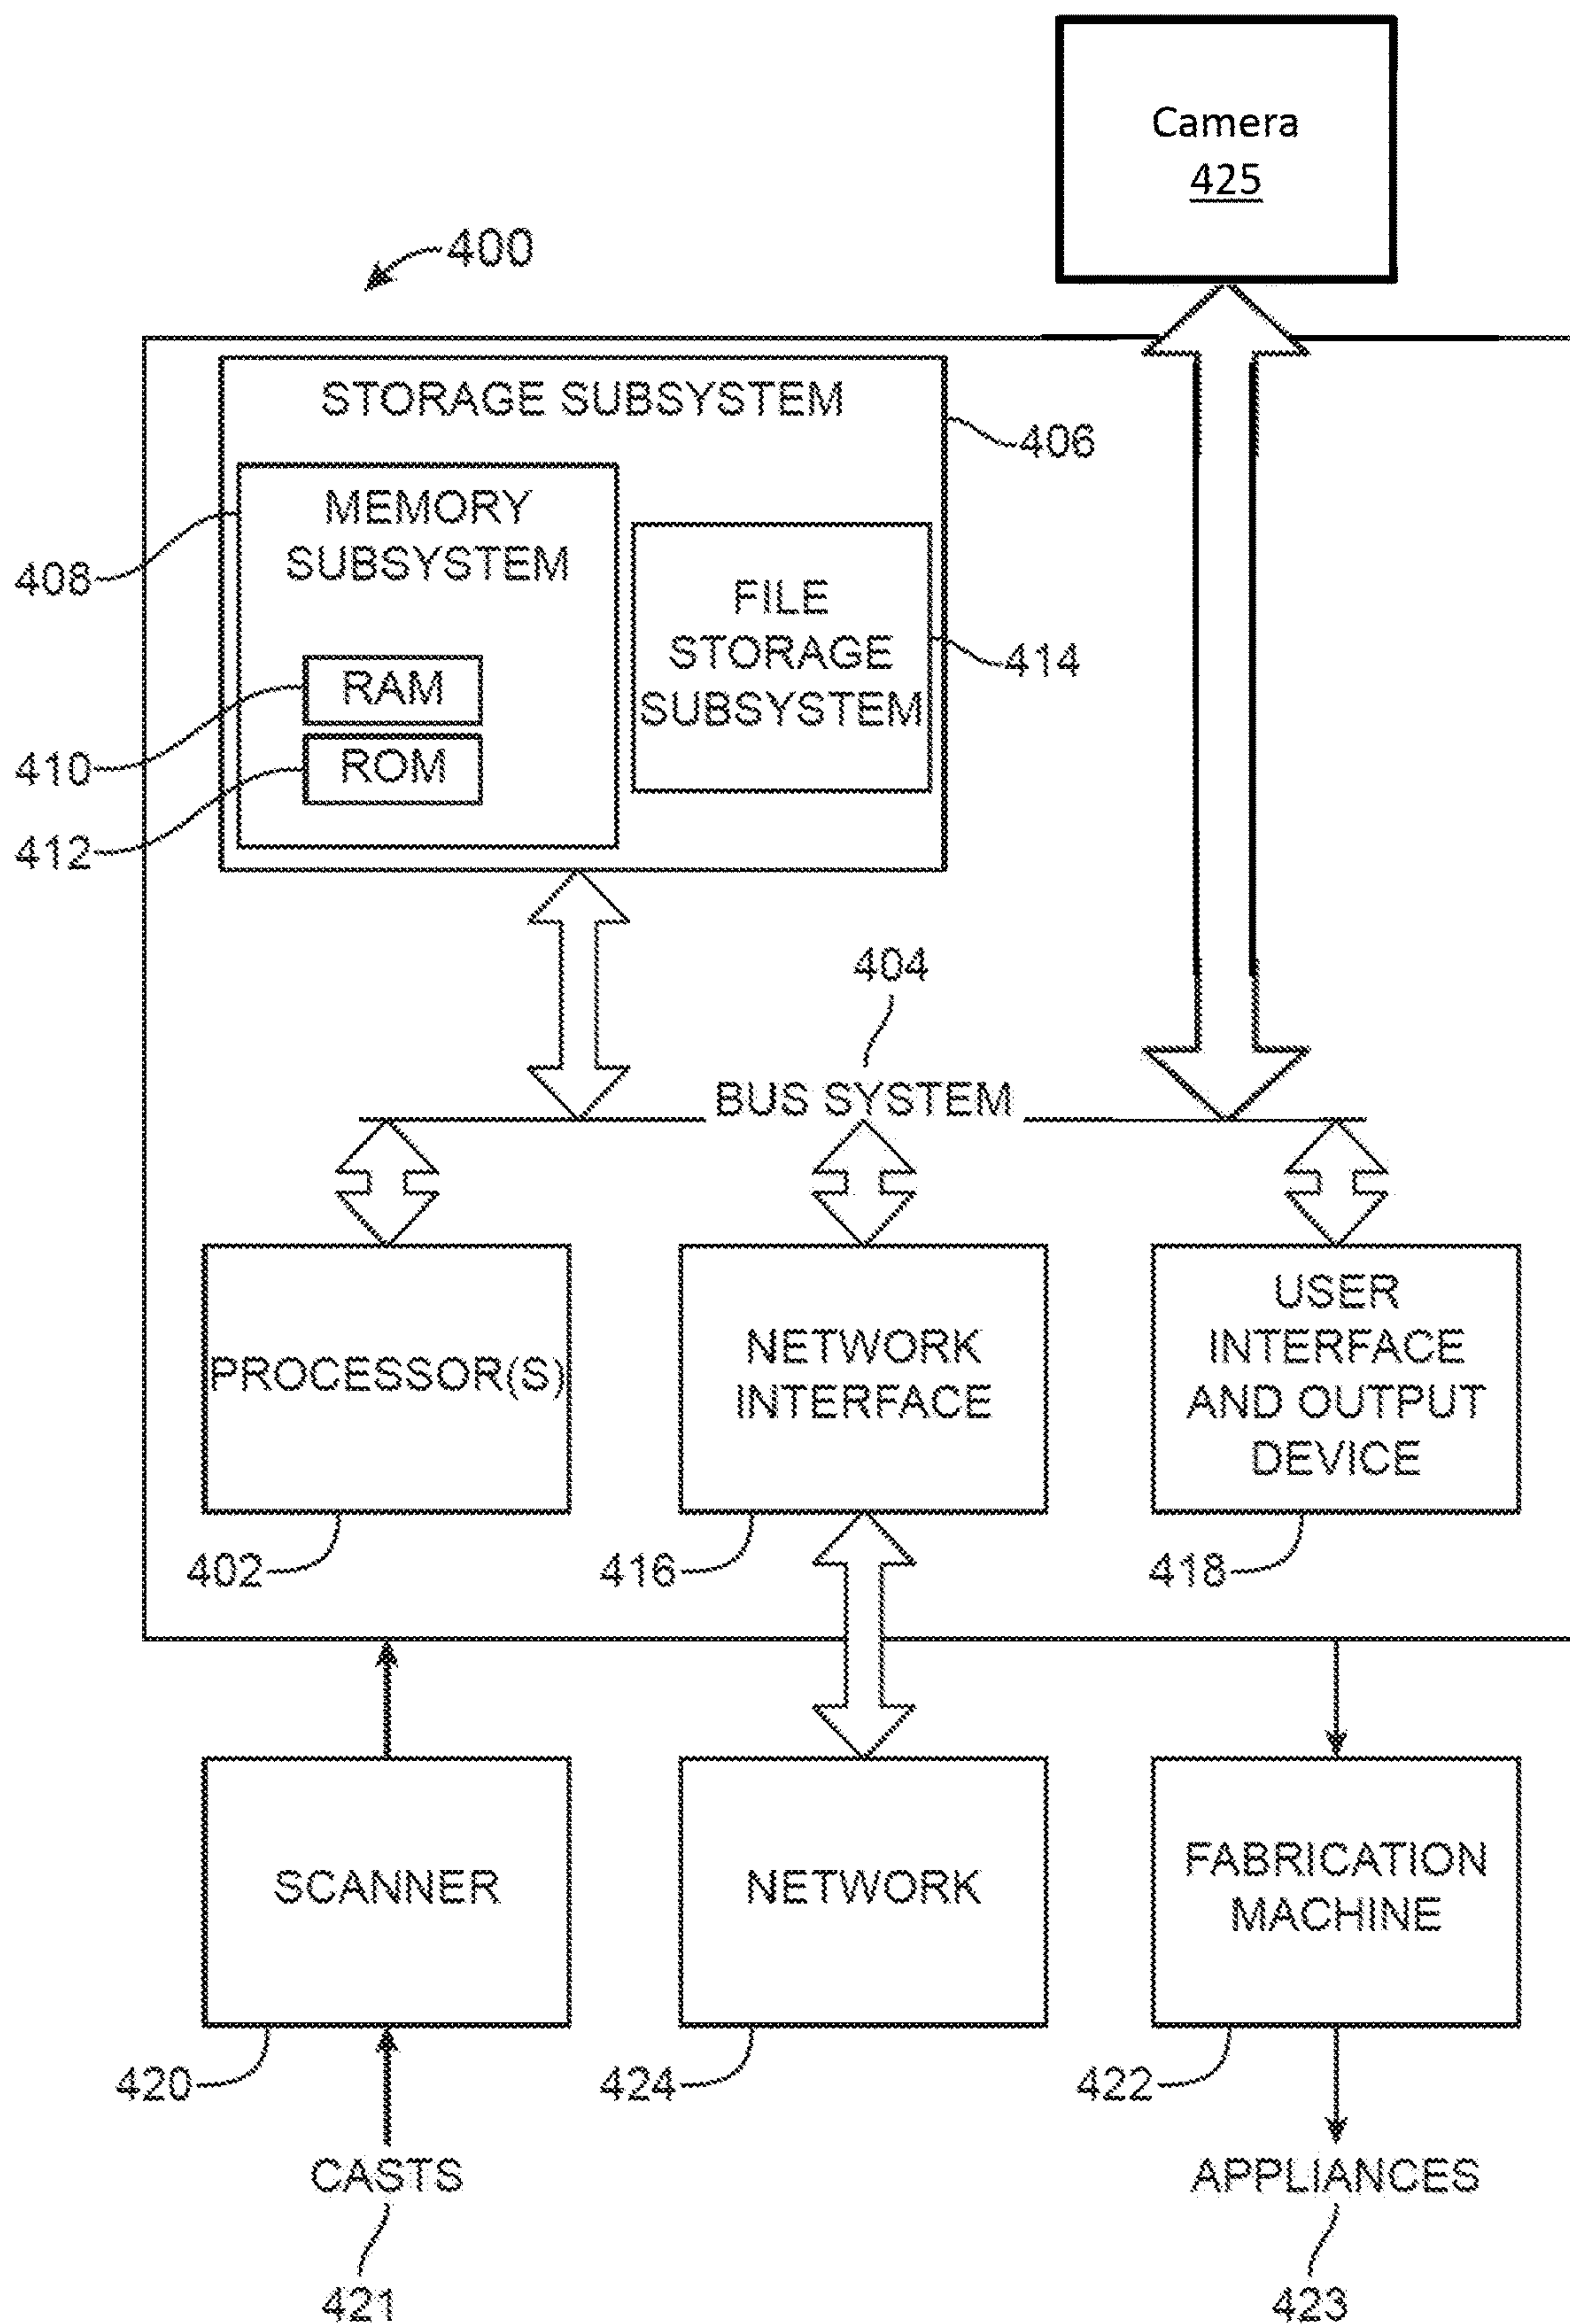 Camera
425
400
STORAGE SUBSYSTEM
406
MEMORY
SUBSYSTEM
408
FILE
STORAGE
SUBSYSTEM
414
RAM
410
ROM
412
404
BUS SYSTEM
PROCESSOR(S)
NETWORK
INTERFACE
USER
INTERFACE
AND OUTPUT
DEVICE
402
416
418
SCANNER
NETWORK
FABRICATION
MACHINE
420
424
422
CASTS
APPLIANCES
421
423